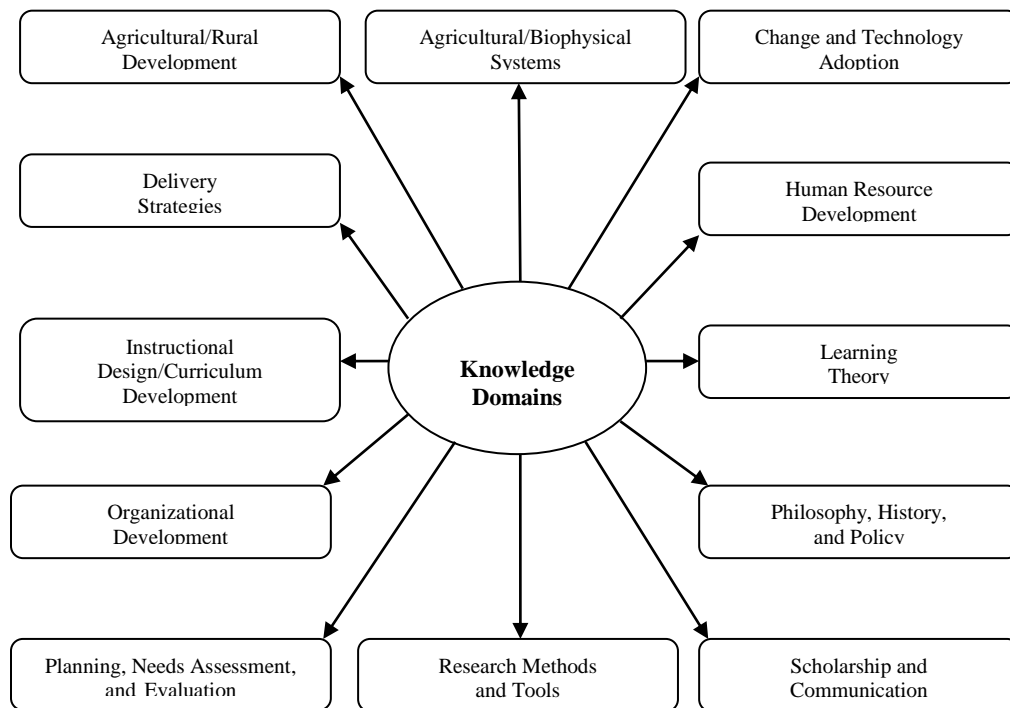 Agricultural/Rural
Development
Agricultural/Biophysical
Systems
Change and Technology
Adoption
Delivery
Strategies
Human Resource
Development
Instructional
Design/Curriculum
Development
Knowledge
Domains
Learning
Theory
Organizational
Development
Philosophy, History,
and Policy
Planning, Needs Assessment,
and Evaluation
Research Methods
and Tools
Scholarship and
Communication